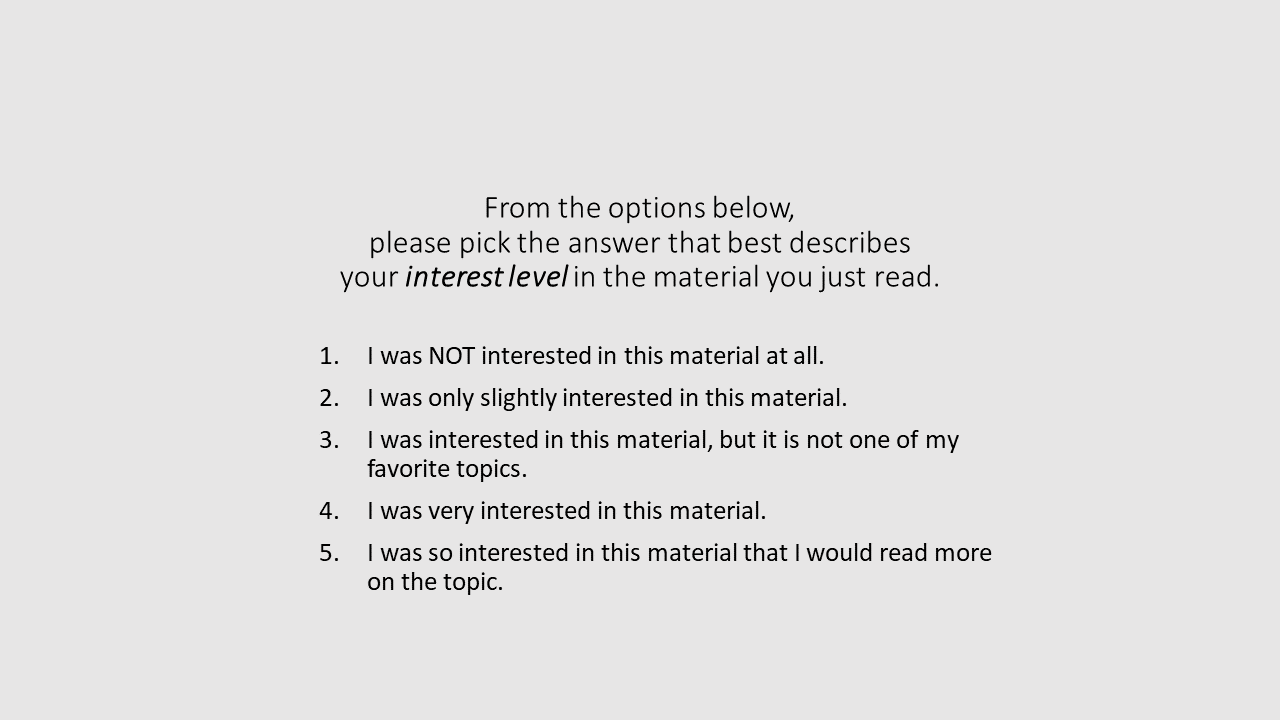 From the options below,
please pick the answer that best describes
your interest level in the material you just read.
1. I was NOT interested in this material at all.
2. I was only slightly interested in this material.
3. I was interested in this material, but it is not one of my
favorite topics.
4. I was very interested in this material.
5. I was so interested in this material that I would read more
on the topic.